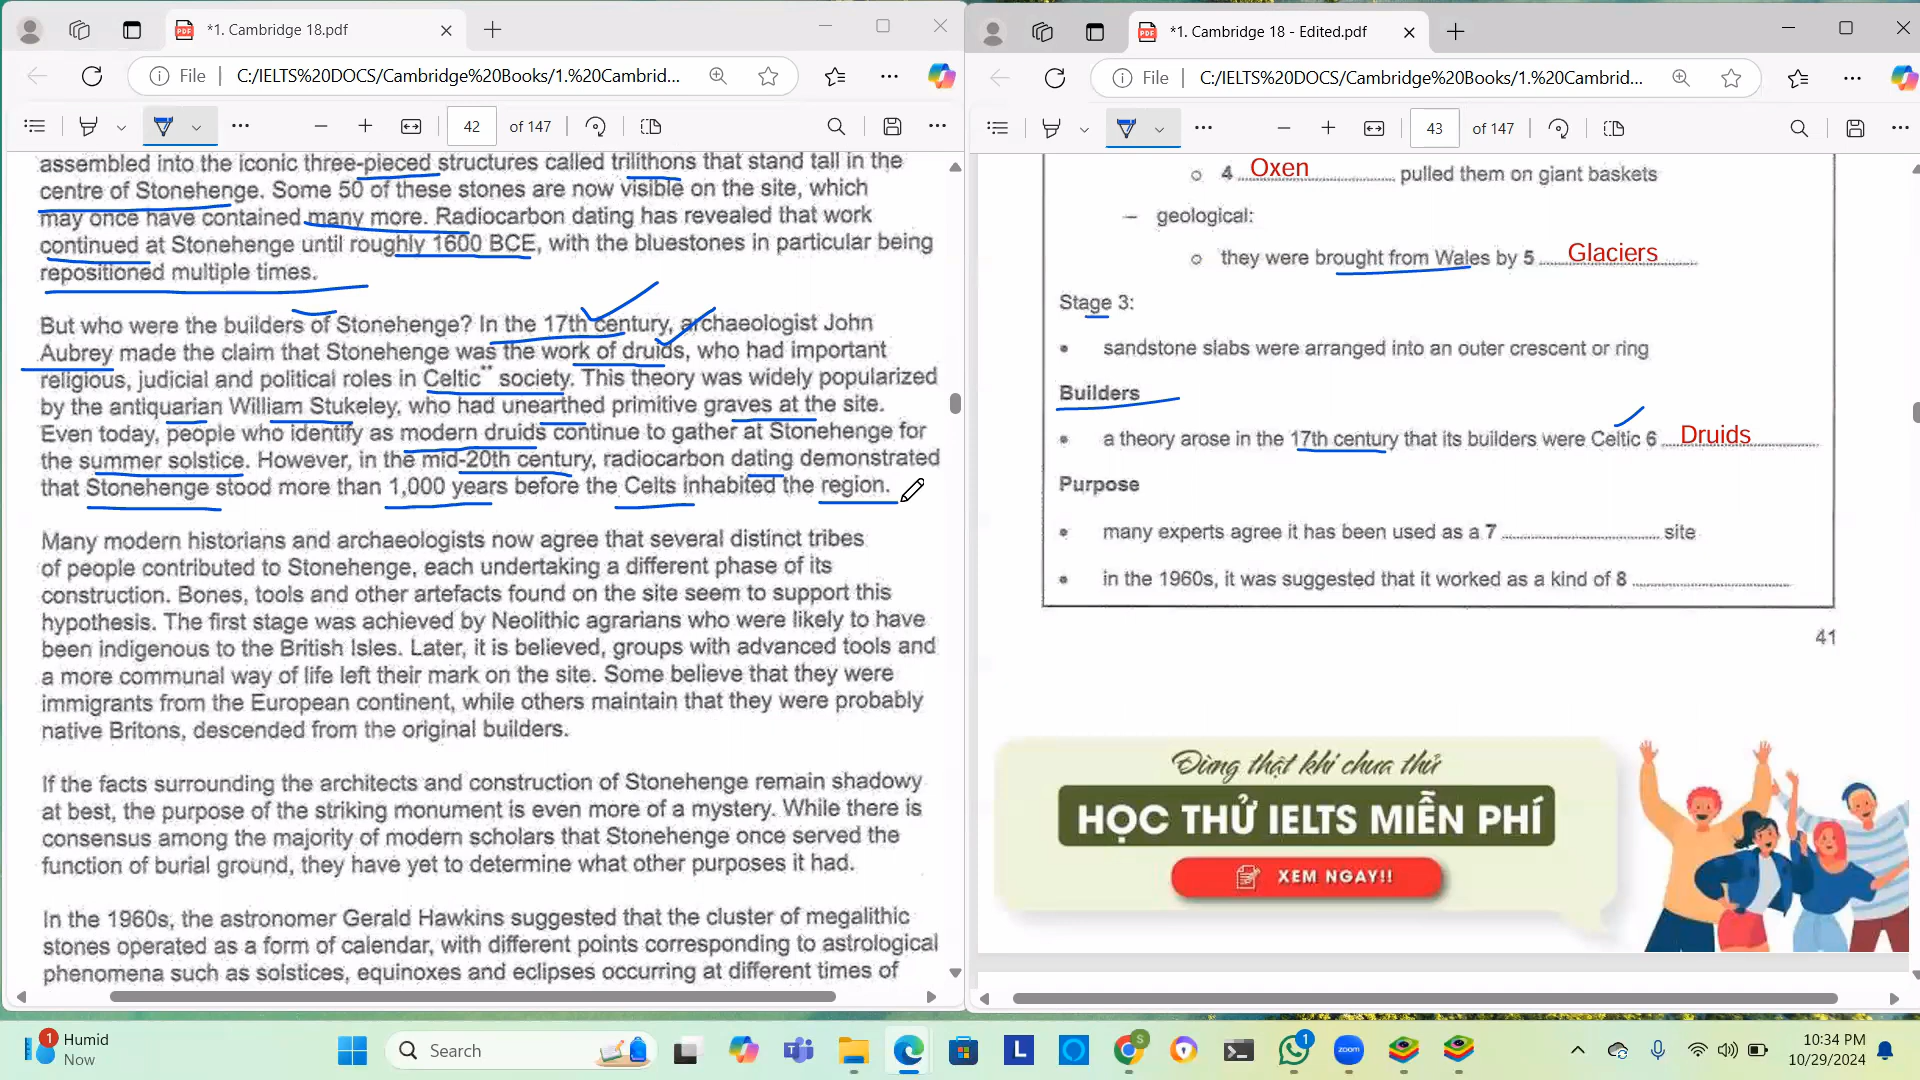 *1. Cambridge 18.pdf
File
C:/IELTS%20DOCS/Cambridge%20Books/1.%20Cambrid...
42
of 147
assembled into the iconic three-pieced structures called trilithons that stand tall in the
centre of Stonehenge. Some 50 of these stones are now visible on the site, which
may once have contained many more. Radiocarbon dating has revealed that work
continued at Stonehenge until roughly 1600 BCE, with the bluestones in particular being
repositioned multiple times.
But who were the builders of Stonehenge? In the 17th century, archaeologist John
Aubrey made the claim that Stonehenge was the work of druids, who had important
religious, judicial and political roles in Celtic** society. This theory was widely popularized
by the antiquarian William Stukeley, who had unearthed primitive graves at the site.
Even today, people who identify as modern druids continue to gather at Stonehenge for
the summer solstice. However, in the mid-20th century, radiocarbon dating demonstrated
that Stonehenge stood more than 1,000 years before the Celts inhabited the region.
Many modern historians and archaeologists now agree that several distinct tribes
of people contributed to Stonehenge, each undertaking a different phase of its
construction. Bones, tools and other artefacts found on the site seem to support this
hypothesis. The first stage was achieved by Neolithic agrarians who were likely to have
been indigenous to the British Isles. Later, it is believed, groups with advanced tools and
a more communal way of life left their mark on the site. Some believe that they were
immigrants from the European continent, while others maintain that they were probably
native Britons, descended from the original builders.
If the facts surrounding the architects and construction of Stonehenge remain shadowy
at best, the purpose of the striking monument is even more of a mystery. While there is
consensus among the majority of modern scholars that Stonehenge once served the
function of burial ground, they have yet to determine what other purposes it had.
In the 1960s, the astronomer Gerald Hawkins suggested that the cluster of megalithic
stones operated as a form of calendar, with different points corresponding to astrological
phenomena such as solstices, equinoxes and eclipses occurring at different times of
*1. Cambridge 18 - Edited.pdf
File
C:/IELTS%20DOCS/Cambridge%20Books/1.%20Cambrid...
43
of 147
4 Oxen pulled them on giant baskets
– geological:
they were brought from Wales by 5 Glaciers
Stage 3:
• sandstone slabs were arranged into an outer crescent or ring
Builders
• a theory arose in the 17th century that its builders were Celtic 6 Druids
Purpose
• many experts agree it has been used as a 7 ........ site
• in the 1960s, it was suggested that it worked as a kind of 8 ........
41
Đừng thật khi chưa thử
HỌC THỬ IELTS MIỄN PHÍ
XEM NGAY!!
1
Humid
Now
Search
L
S
1
zoom
10:34 PM
10/29/2024